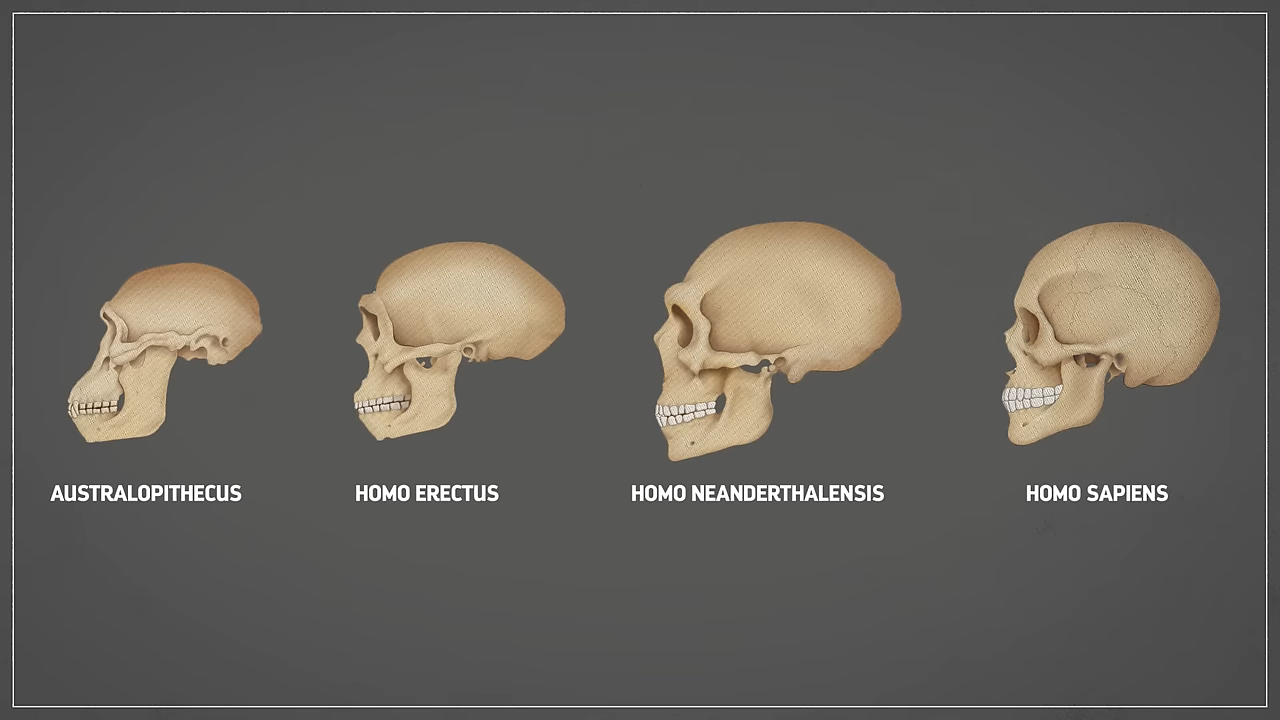 AUSTRALOPITHECUS
HOMO ERECTUS
HOMO NEANDERTHALENSIS
HOMO SAPIENS